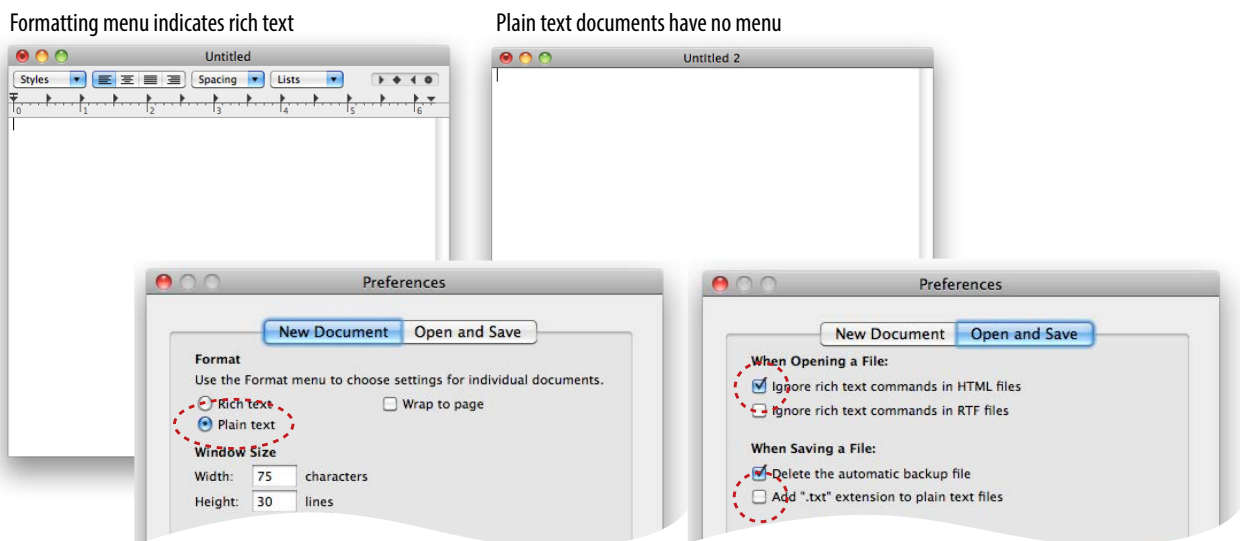 Formatting menu indicates rich text
Plain text documents have no menu
Untitled
Styles Spacing Lists
0 1 2 3 4 5 6
Untitled 2
Preferences
New Document Open and Save
Format
Use the Format menu to choose settings for individual documents.
Rich text Wrap to page
Plain text
Window Size
Width: 75 characters
Height: 30 lines
Preferences
New Document Open and Save
When Opening a File:
Ignore rich text commands in HTML files
Ignore rich text commands in RTF files
When Saving a File:
Delete the automatic backup file
Add ".txt" extension to plain text files